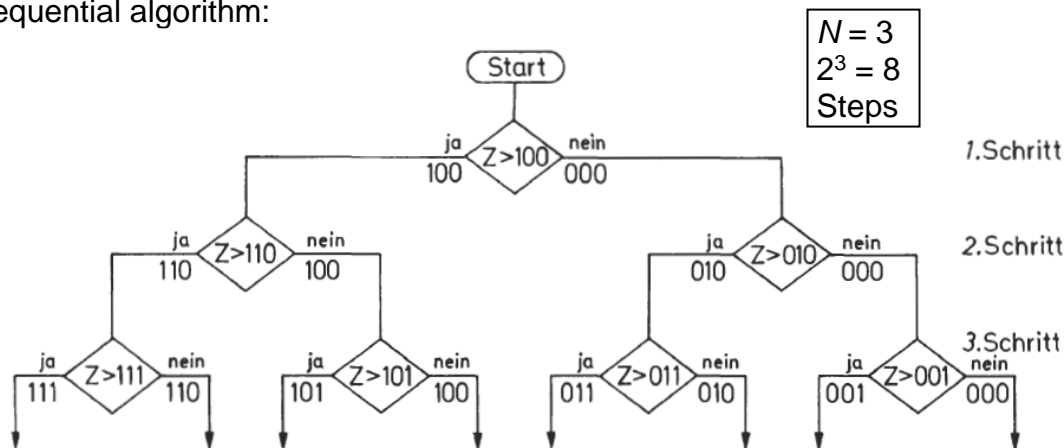 equential algorithm:
N = 3
2³ = 8
Steps
Start
ja Z>100 nein
100 000
1.Schritt
ja Z>110 nein
110 100
ja Z>010 nein
010 000
2.Schritt
3.Schritt
ja Z>111 nein
111 110
ja Z>101 nein
101 100
ja Z>011 nein
011 010
ja Z>001 nein
001 000